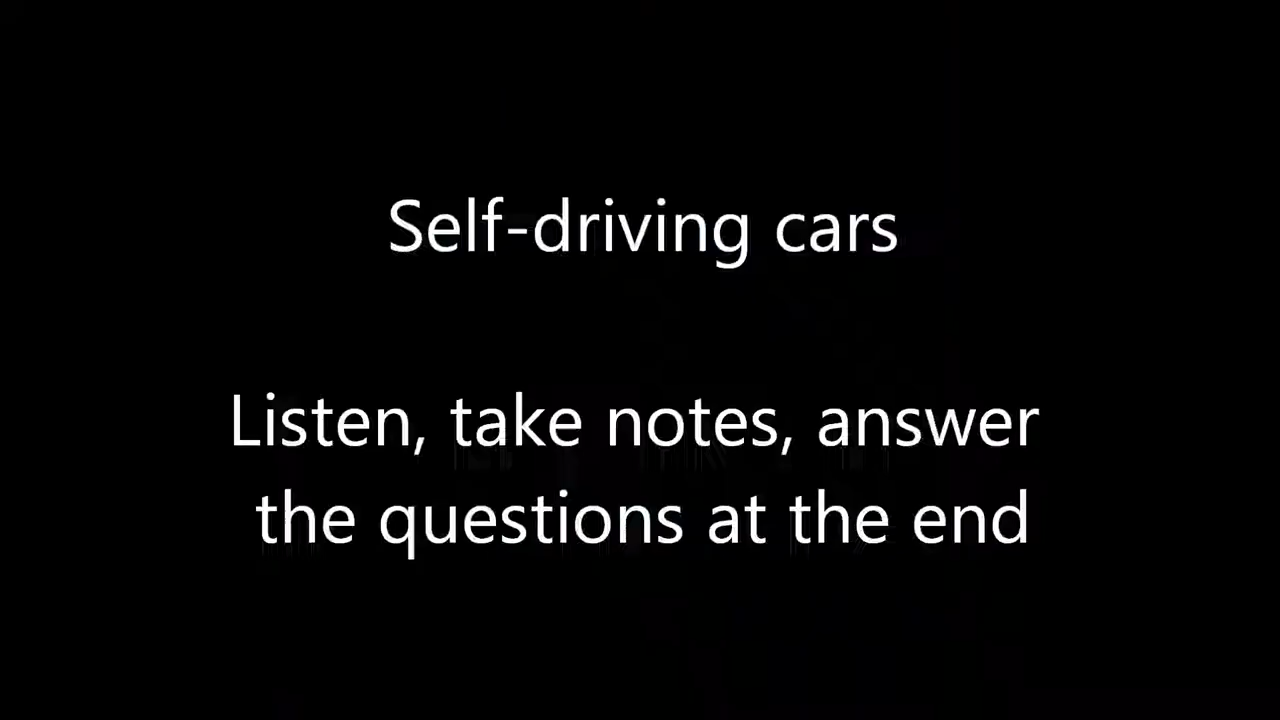 Self-driving cars
Listen, take notes, answer
the questions at the end